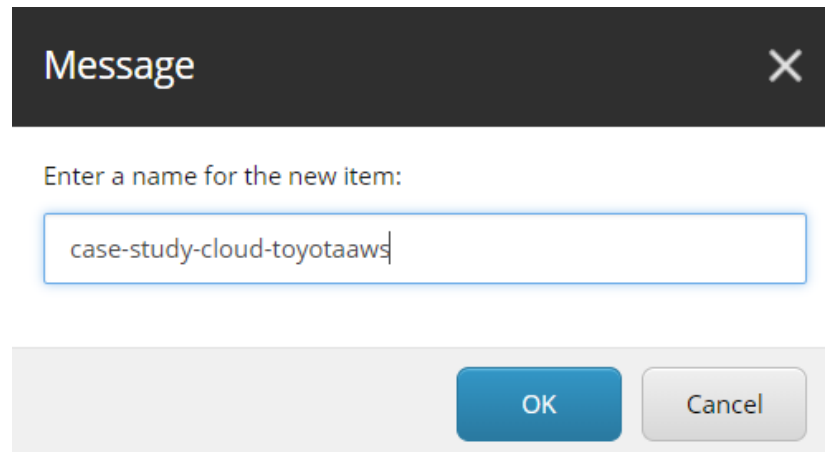 Message
Enter a name for the new item:
case-study-cloud-toyotaaws
OK Cancel